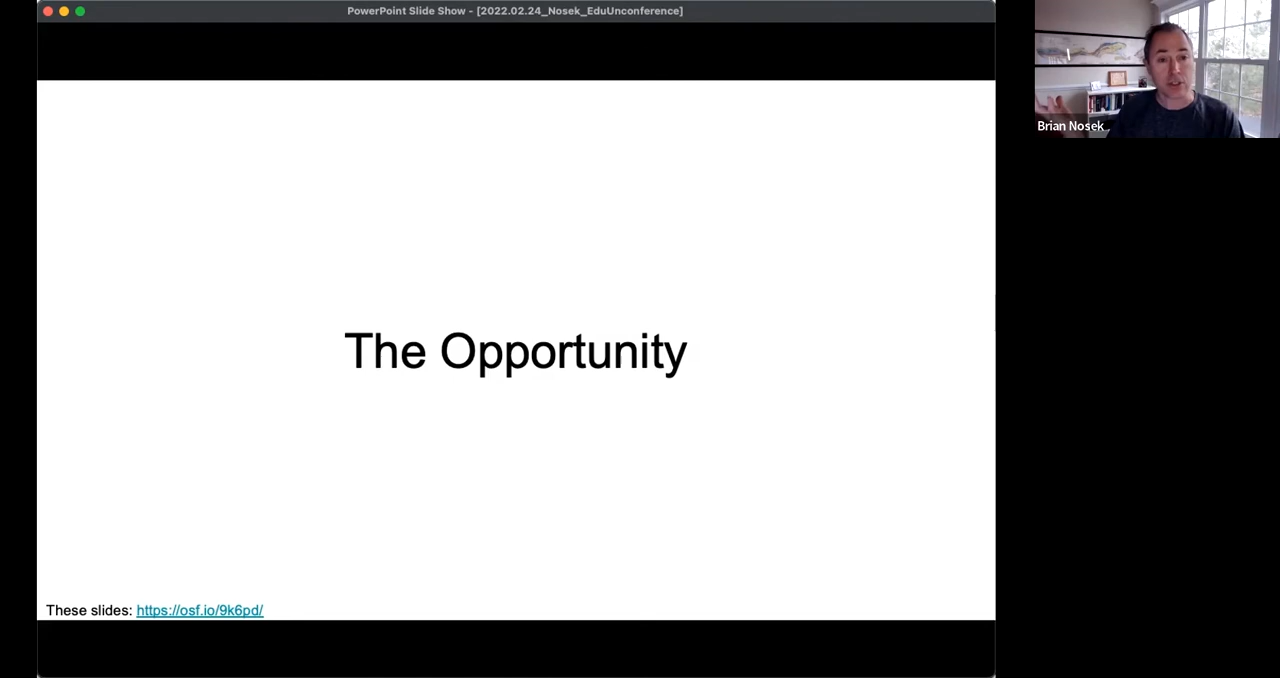 PowerPoint Slide Show - [2022.02.24_Nosek_EduUnconference]
Brian Nosek
The Opportunity
These slides: https://osf.io/9k6pd/